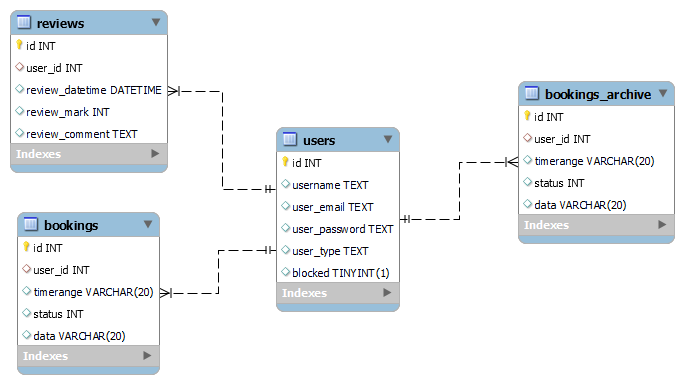 reviews
id INT
user_id INT
review_datetime DATETIME
review_mark INT
review_comment TEXT
Indexes
bookings
id INT
user_id INT
timerange VARCHAR(20)
status INT
data VARCHAR(20)
Indexes
users
id INT
username TEXT
user_email TEXT
user_password TEXT
user_type TEXT
blocked TINYINT(1)
Indexes
bookings_archive
id INT
user_id INT
timerange VARCHAR(20)
status INT
data VARCHAR(20)
Indexes